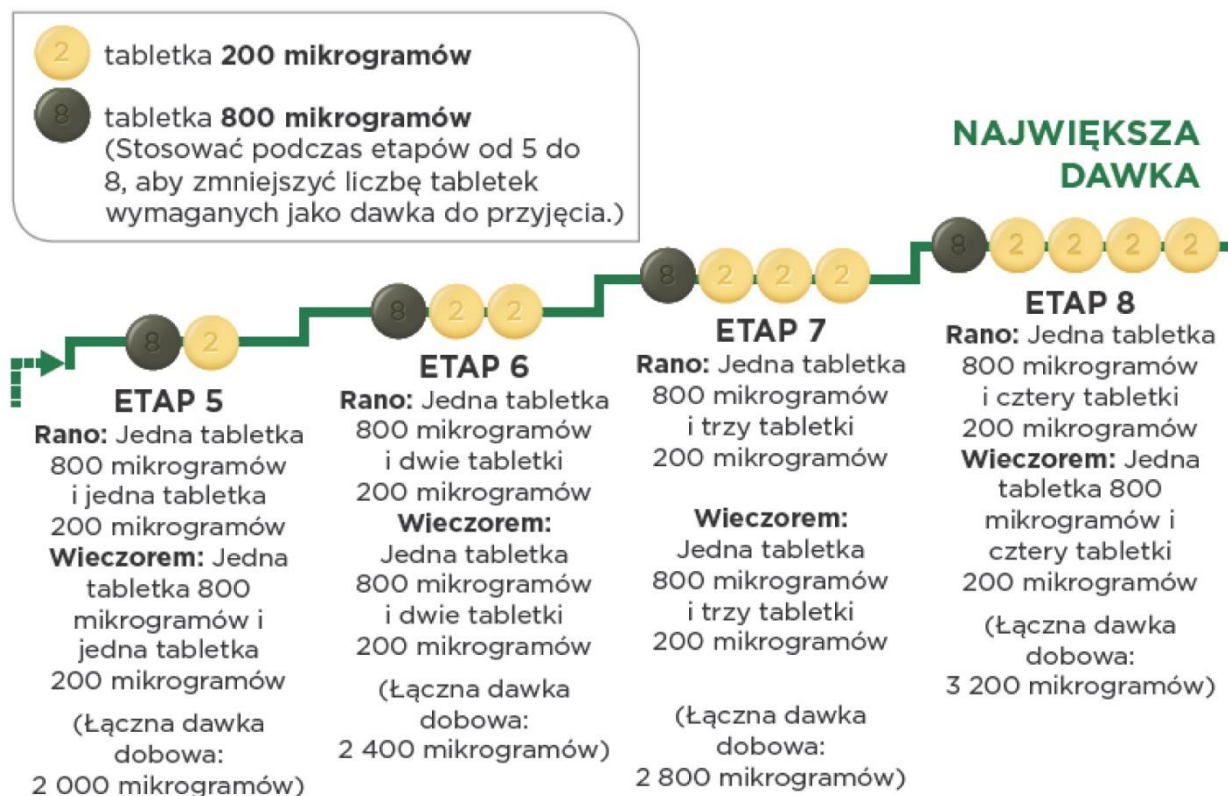 2 tabletka 200 mikrogramów
8 tabletka 800 mikrogramów
(Stosować podczas etapów od 5 do
8, aby zmniejszyć liczbę tabletek
wymaganych jako dawka do przyjęcia.)
NAJWIĘKSZA
DAWKA
8 2
ETAP 5
Rano: Jedna tabletka
800 mikrogramów
i jedna tabletka
200 mikrogramów
Wieczorem: Jedna
tabletka 800
mikrogramów i
jedna tabletka
200 mikrogramów
(Łączna dawka
dobowa:
2 000 mikrogramów)
8 2 2
ETAP 6
Rano: Jedna tabletka
800 mikrogramów
i dwie tabletki
200 mikrogramów
Wieczorem:
Jedna tabletka
800 mikrogramów
i dwie tabletki
200 mikrogramów
(Łączna dawka
dobowa:
2 400 mikrogramów)
8 2 2 2
ETAP 7
Rano: Jedna tabletka
800 mikrogramów
i trzy tabletki
200 mikrogramów
Wieczorem:
Jedna tabletka
800 mikrogramów
i trzy tabletki
200 mikrogramów
(Łączna dawka
dobowa:
2 800 mikrogramów)
8 2 2 2 2
ETAP 8
Rano: Jedna tabletka
800 mikrogramów
i cztery tabletki
200 mikrogramów
Wieczorem: Jedna
tabletka 800
mikrogramów i
cztery tabletki
200 mikrogramów
(Łączna dawka
dobowa:
3 200 mikrogramów)